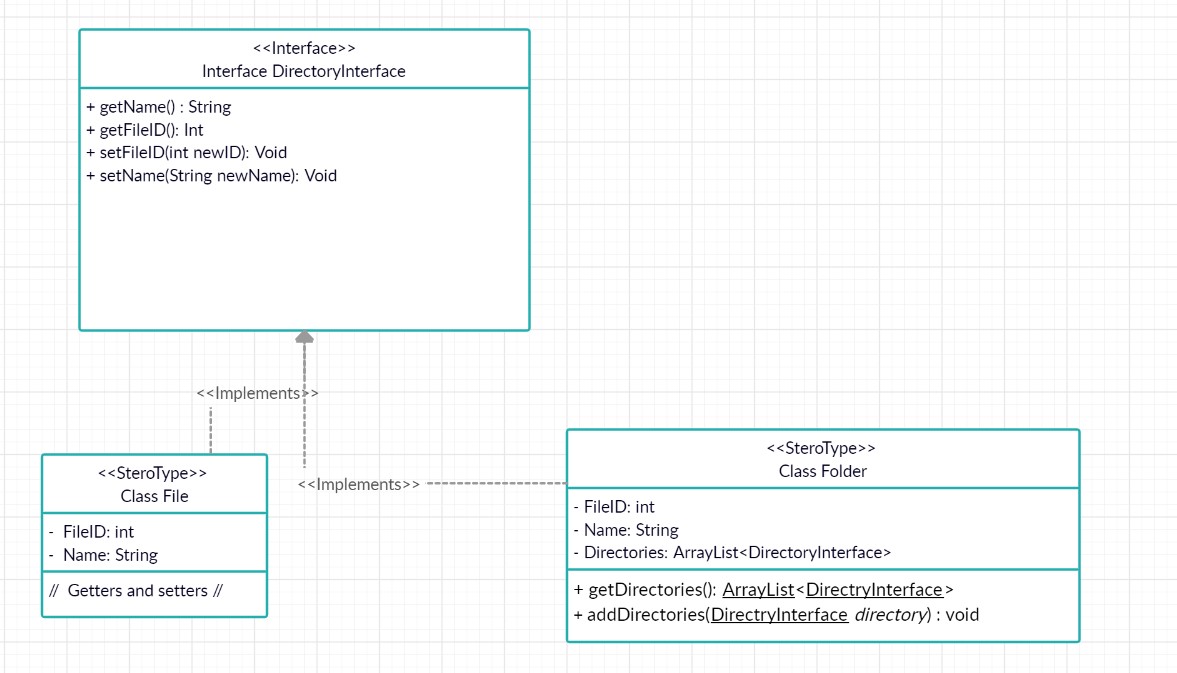 <<Interface>>
Interface DirectoryInterface
+ getName() : String
+ getFileID(): Int
+ setFileID(int newID): Void
+ setName(String newName): Void
<<Implements>>
<<Implements>>
<<SteroType>>
Class File
- FileID: int
- Name: String
// Getters and setters //
<<SteroType>>
Class Folder
- FileID: int
- Name: String
- Directories: ArrayList<DirectoryInterface>
+ getDirectories(): ArrayList<DirectryInterface>
+ addDirectories(DirectryInterface directory) : void